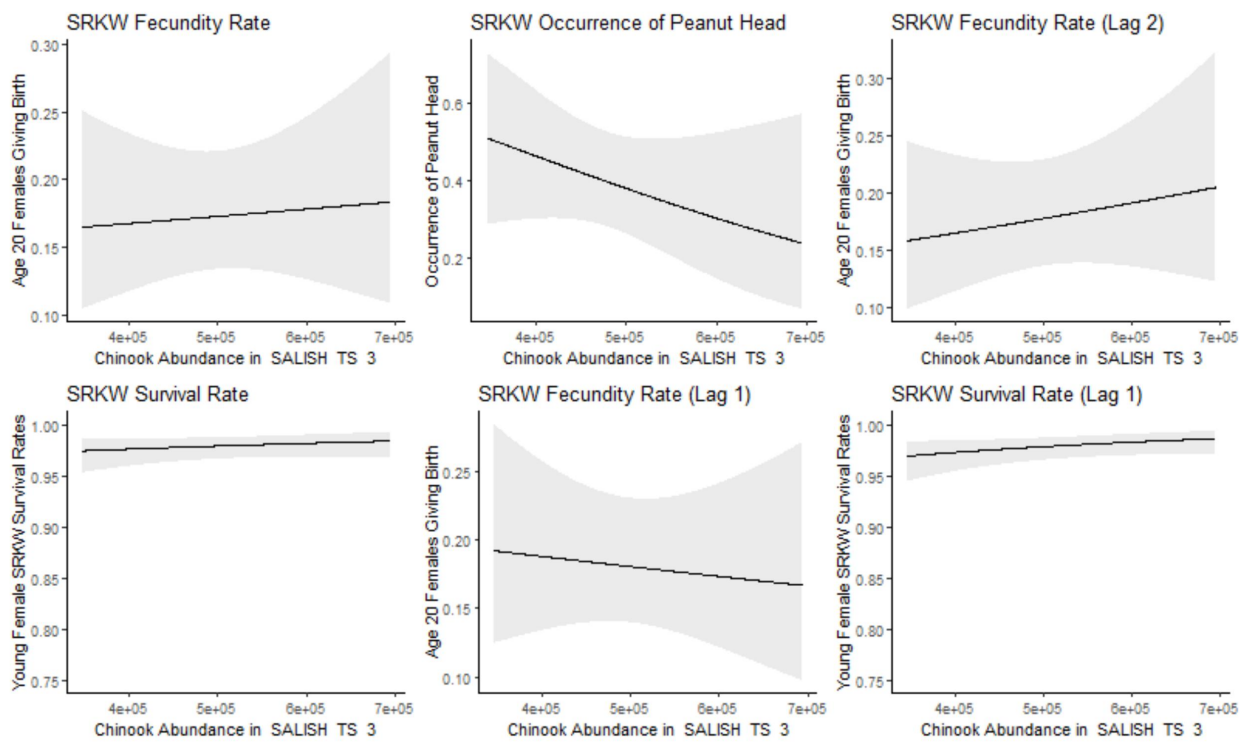 SRKW Fecundity Rate
Age 20 Females Giving Birth
0.30
0.25
0.20
0.15
0.10
4e+05 5e+05 6e+05 7e+05
Chinook Abundance in SALISH TS 3
SRKW Occurrence of Peanut Head
Occurrence of Peanut Head
0.6
0.4
0.2
4e+05 5e+05 6e+05 7e+05
Chinook Abundance in SALISH TS 3
SRKW Fecundity Rate (Lag 2)
Age 20 Females Giving Birth
0.30
0.25
0.20
0.15
0.10
4e+05 5e+05 6e+05 7e+05
Chinook Abundance in SALISH TS 3
SRKW Survival Rate
Young Female SRKW Survival Rates
1.00
0.95
0.90
0.85
0.80
0.75
4e+05 5e+05 6e+05 7e+05
Chinook Abundance in SALISH TS 3
SRKW Fecundity Rate (Lag 1)
Age 20 Females Giving Birth
0.25
0.20
0.15
0.10
4e+05 5e+05 6e+05 7e+05
Chinook Abundance in SALISH TS 3
SRKW Survival Rate (Lag 1)
Young Female SRKW Survival Rates
1.00
0.95
0.90
0.85
0.80
0.75
4e+05 5e+05 6e+05 7e+05
Chinook Abundance in SALISH TS 3